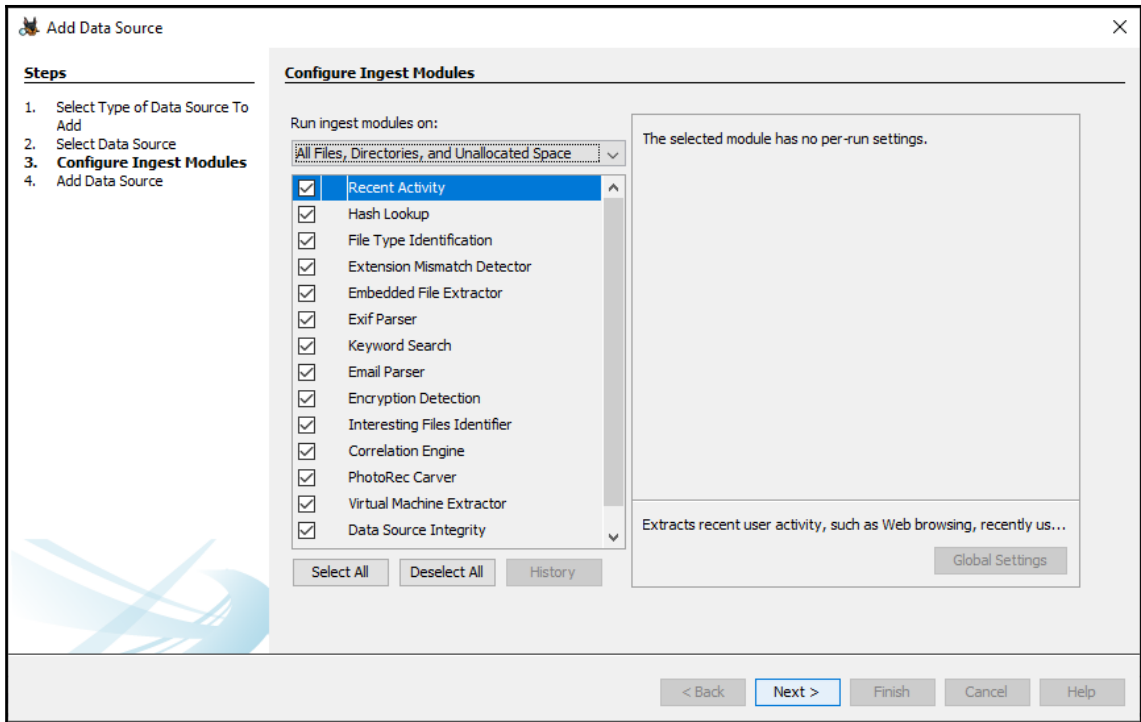 Add Data Source
Steps
1. Select Type of Data Source To
Add
2. Select Data Source
3. Configure Ingest Modules
4. Add Data Source
Configure Ingest Modules
Run ingest modules on:
All Files, Directories, and Unallocated Space
Recent Activity
Hash Lookup
File Type Identification
Extension Mismatch Detector
Embedded File Extractor
Exif Parser
Keyword Search
Email Parser
Encryption Detection
Interesting Files Identifier
Correlation Engine
PhotoRec Carver
Virtual Machine Extractor
Data Source Integrity
Select All Deselect All History
The selected module has no per-run settings.
Extracts recent user activity, such as Web browsing, recently us...
Global Settings
< Back Next > Finish Cancel Help